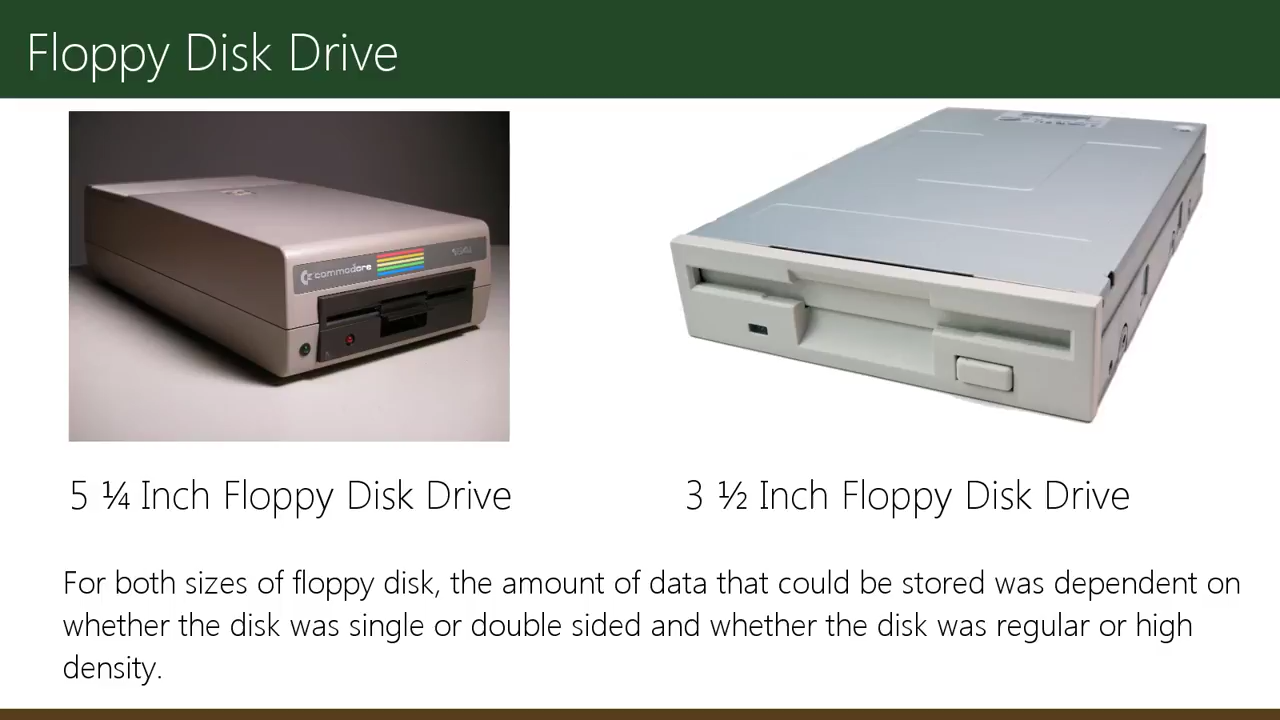 Floppy Disk Drive
commodore
5 ¼ Inch Floppy Disk Drive
3 ½ Inch Floppy Disk Drive
For both sizes of floppy disk, the amount of data that could be stored was dependent on
whether the disk was single or double sided and whether the disk was regular or high
density.